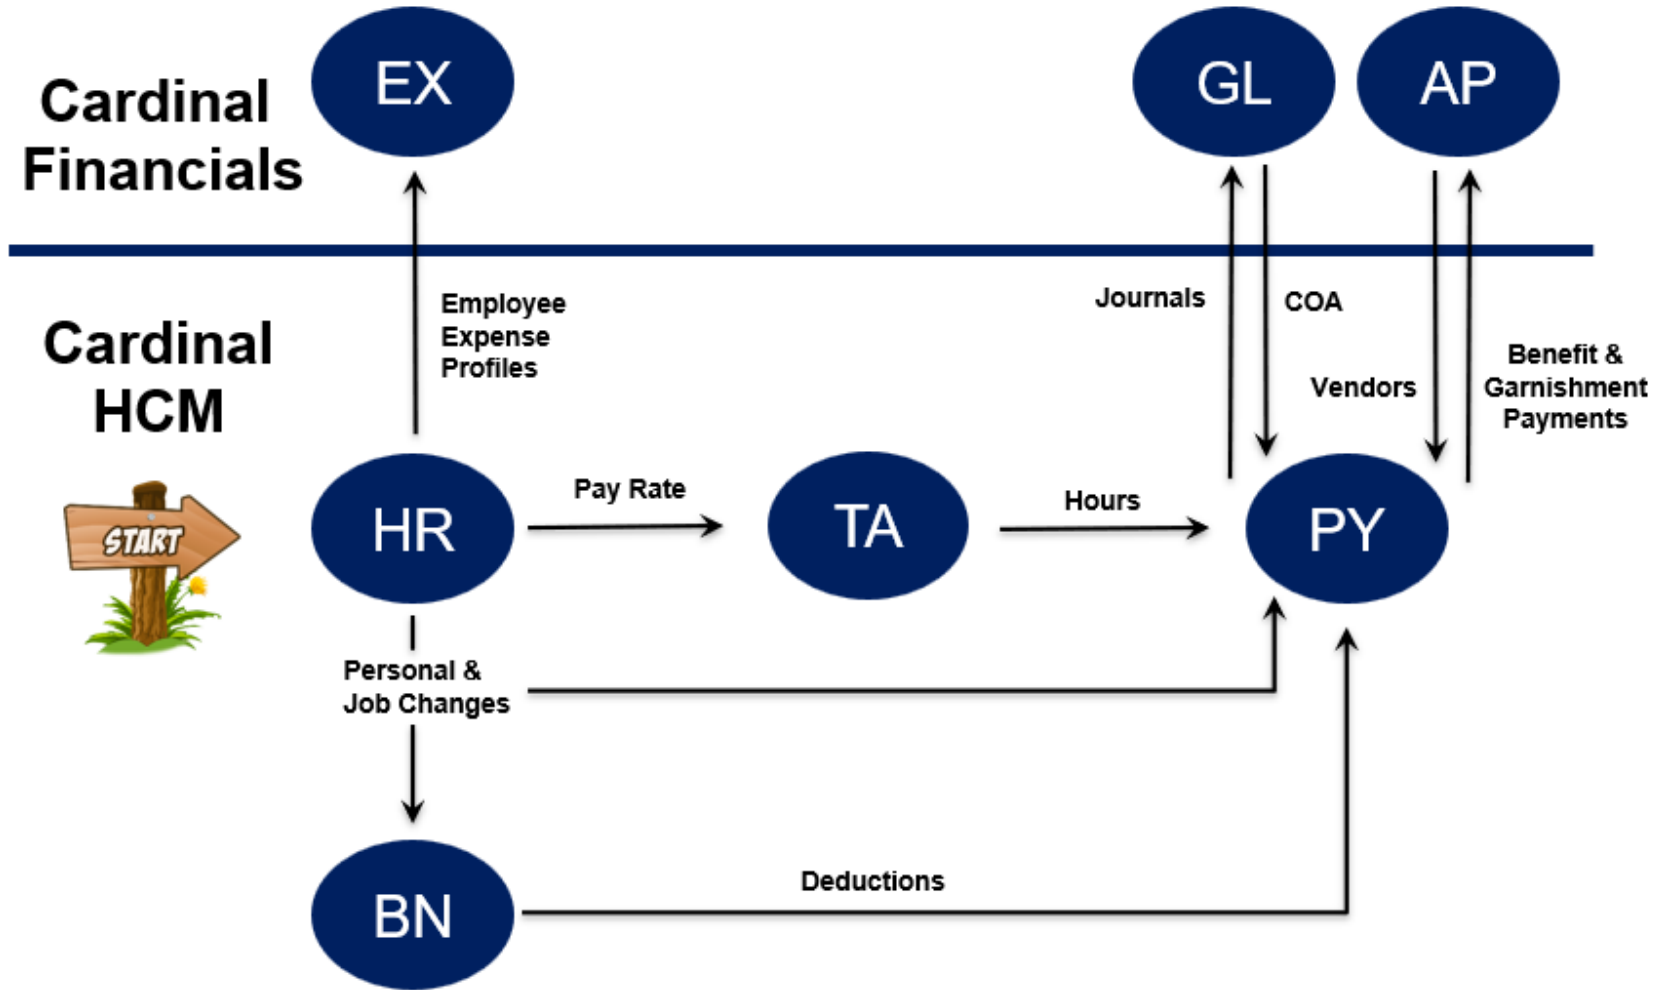 EX
GL
AP
Cardinal
Financials
Employee
Expense
Profiles
Journals
COA
Vendors
Benefit &
Garnishment
Payments
Cardinal
HCM
START
HR
Pay Rate
TA
Hours
PY
Personal &
Job Changes
BN
Deductions